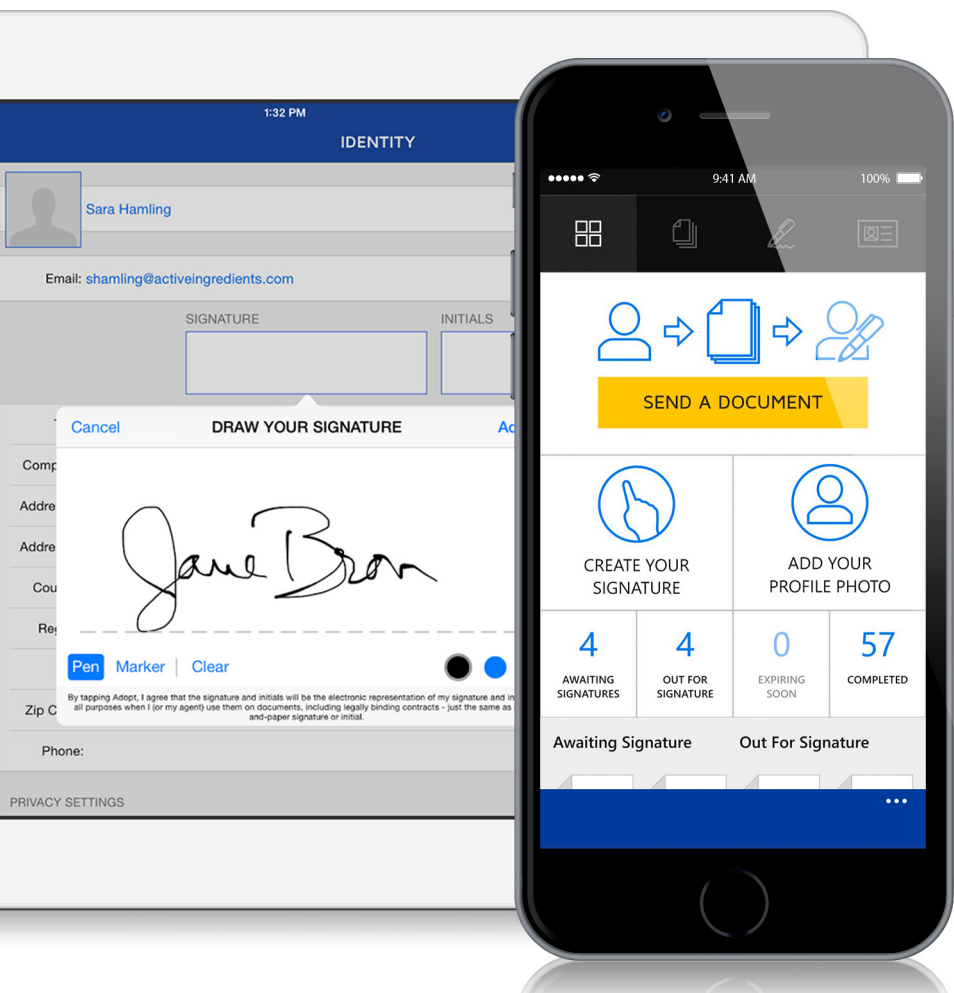 1:32 PM
IDENTITY
Sara Hamling
Email: shamling@activeingredients.com
SIGNATURE
INITIALS
Cancel
DRAW YOUR SIGNATURE
Comp
Addre
Addre
Cou
Zip C
Phone:
Jane Bron
Pen
Marker
Clear
By tapping Adopt, I agree that the signature and initials will be the electronic representation of my signature and in
all purposes when I (or my agent) use them on documents, including legally binding contracts - just the same as
and-paper signature or initial.
PRIVACY SETTINGS
9:41 AM
100%
SEND A DOCUMENT
CREATE YOUR
SIGNATURE
ADD YOUR
PROFILE PHOTO
4
AWAITING
SIGNATURES
4
OUT FOR
SIGNATURE
0
EXPIRING
SOON
57
COMPLETED
Awaiting Signature
Out For Signature